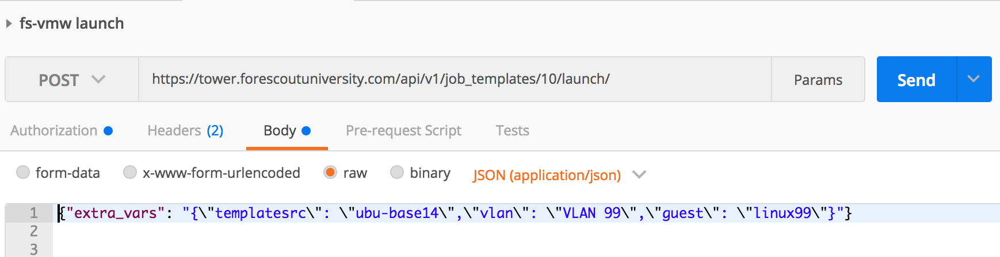 fs-vmw launch
POST https://tower.forescoutuniversity.com/api/v1/job_templates/10/launch/ Params Send
Authorization Headers (2) Body Pre-request Script Tests
form-data x-www-form-urlencoded raw binary JSON (application/json)
1 {"extra_vars": "{\"templatesrc\": \"ubu-base14\",\"vlan\": \"VLAN 99\",\"guest\": \"linux99\"}"}
2
3